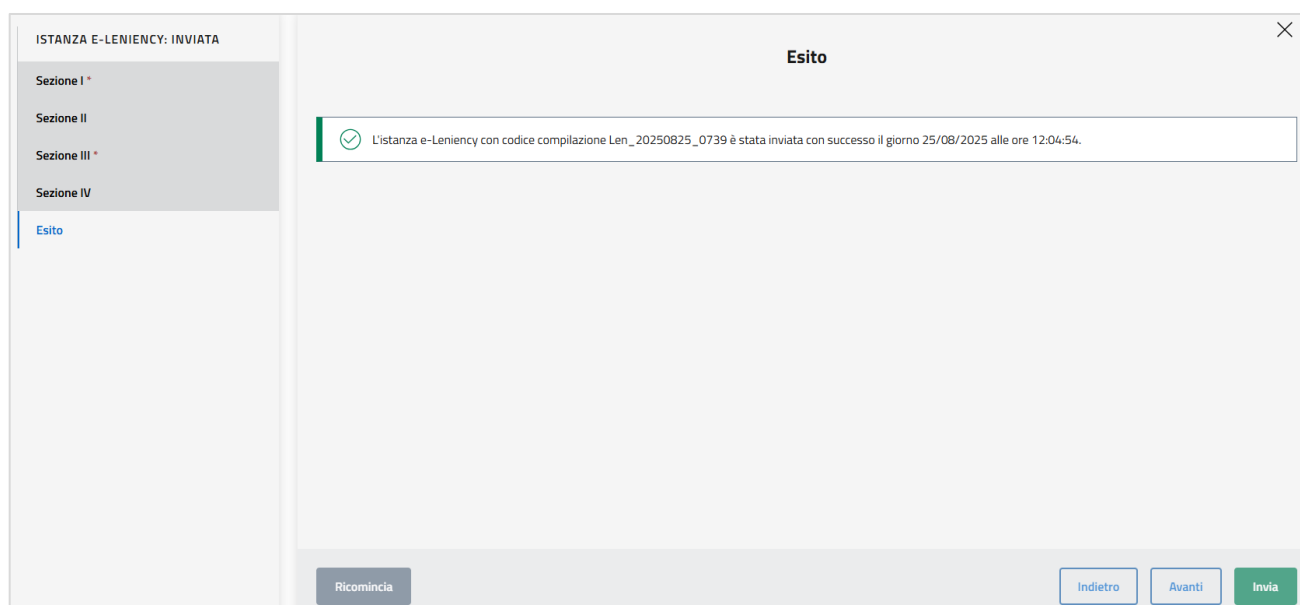 ISTANZA E-LENIENCY: INVIATA
Sezione I *
Sezione II
Sezione III *
Sezione IV
Esito
Esito
L'istanza e-Leniency con codice compilazione Len_20250825_0739 è stata inviata con successo il giorno 25/08/2025 alle ore 12:04:54.
Ricomincia
Indietro
Avanti
Invia